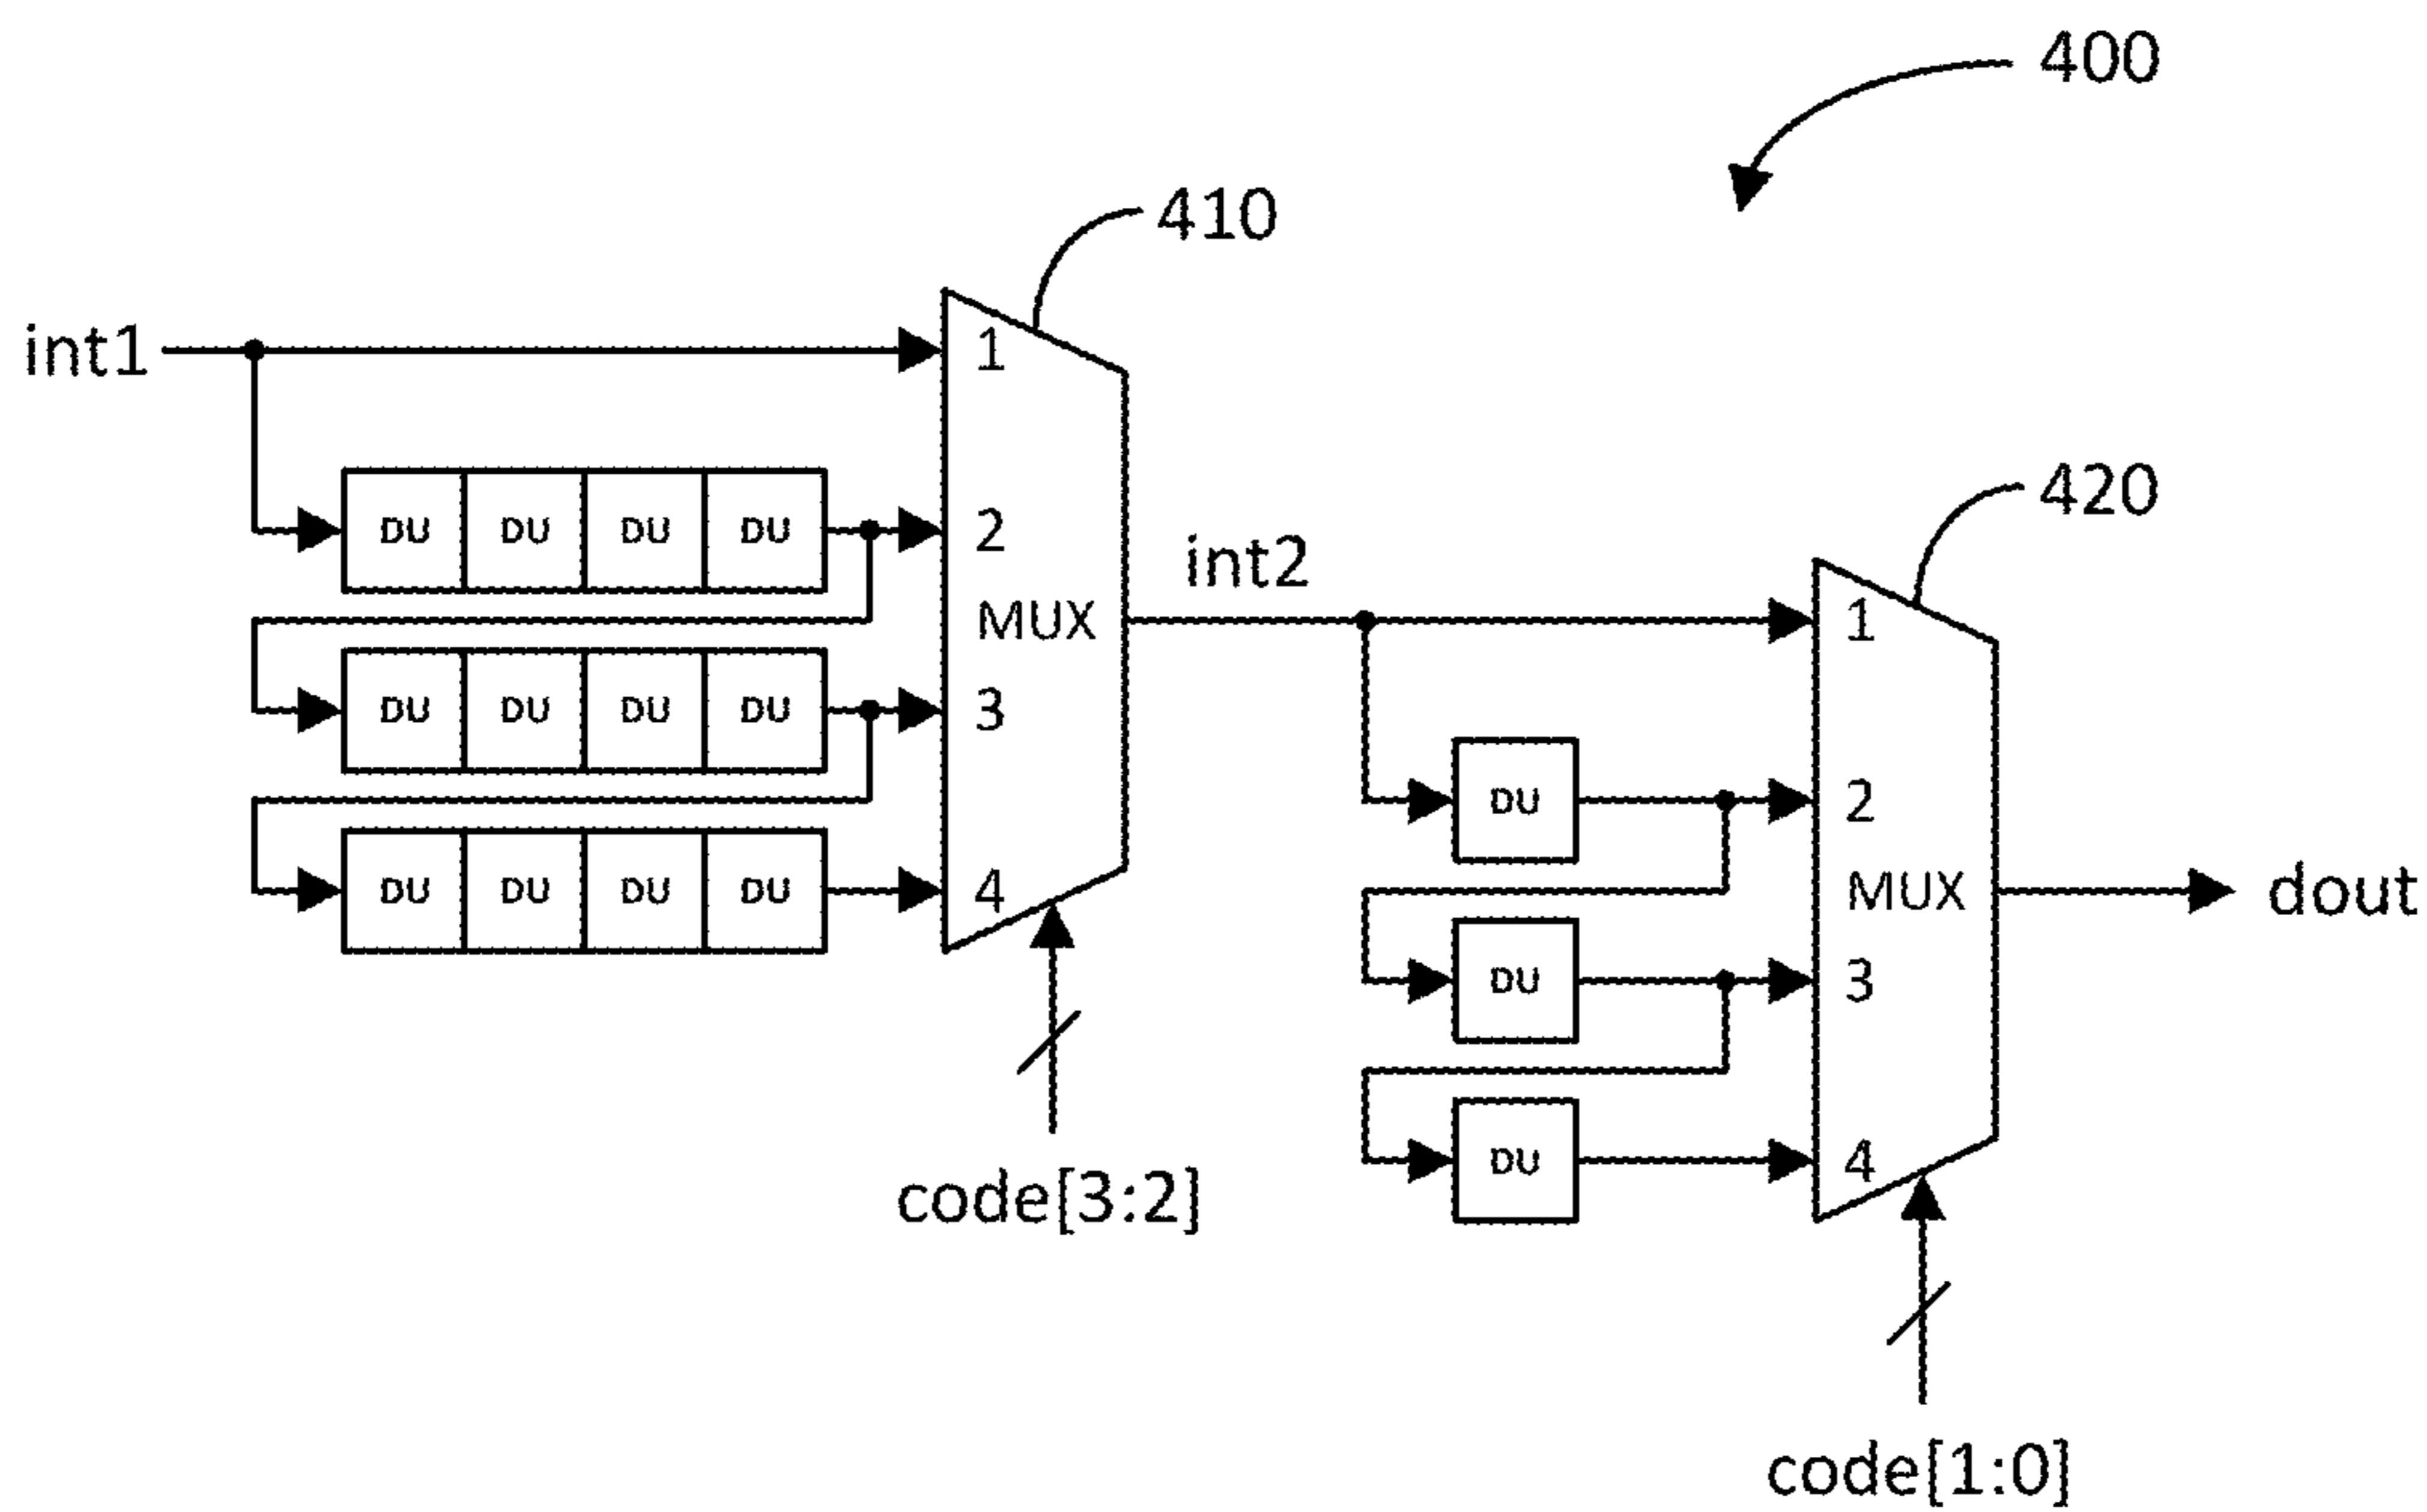 400
410
int1
1
420
DU DU DU DU
2
int2
MUX
1
DU DU DU DU
3
DU
2
DU DU DU DU
4
MUX
dout
DU
3
DU
4
code[3:2]
code[1:0]